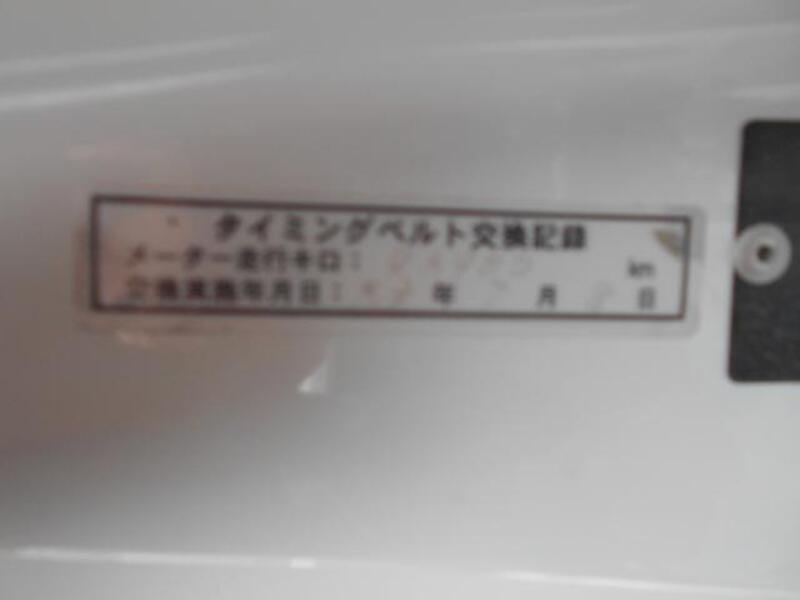 タイミングベルト交換記録
メーター走行キロ： km
交換実施年月日： 年 月 日